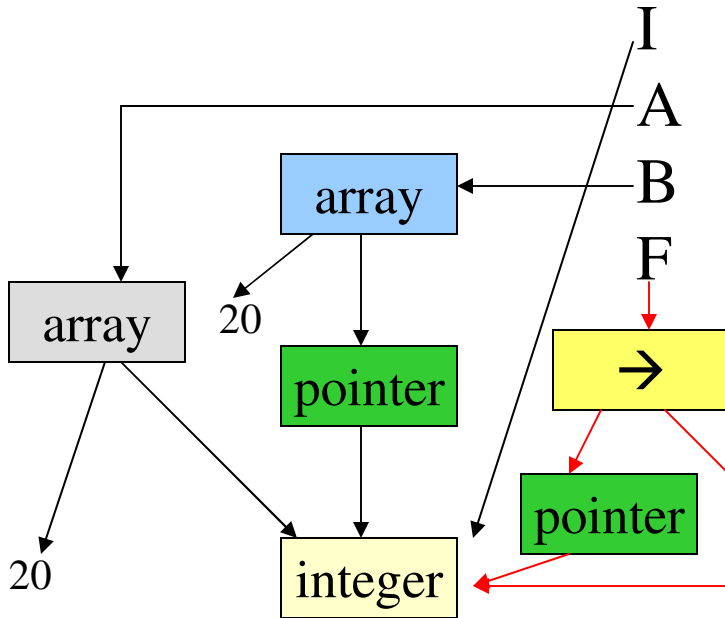 I
A
array
B
F
20
array
→
pointer
pointer
20
integer